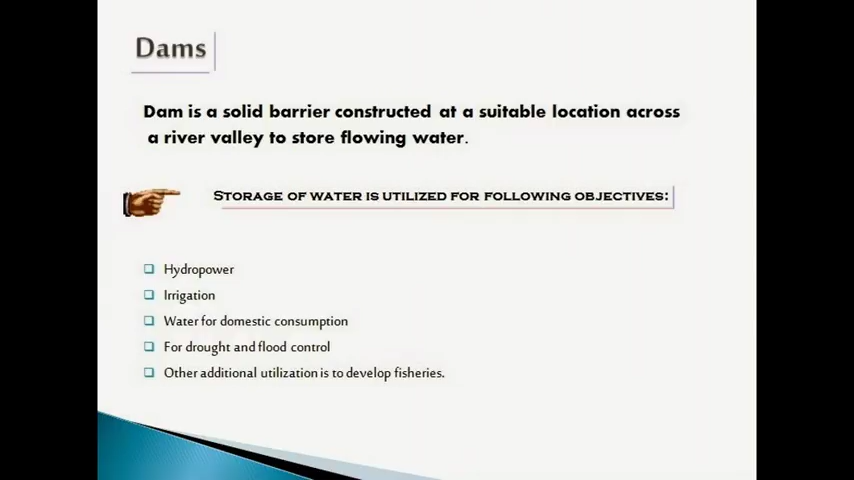 Dams
Dam is a solid barrier constructed at a suitable location across
a river valley to store flowing water.
Storage of water is utilized for following objectives:
Hydropower
Irrigation
Water for domestic consumption
For drought and flood control
Other additional utilization is to develop fisheries.